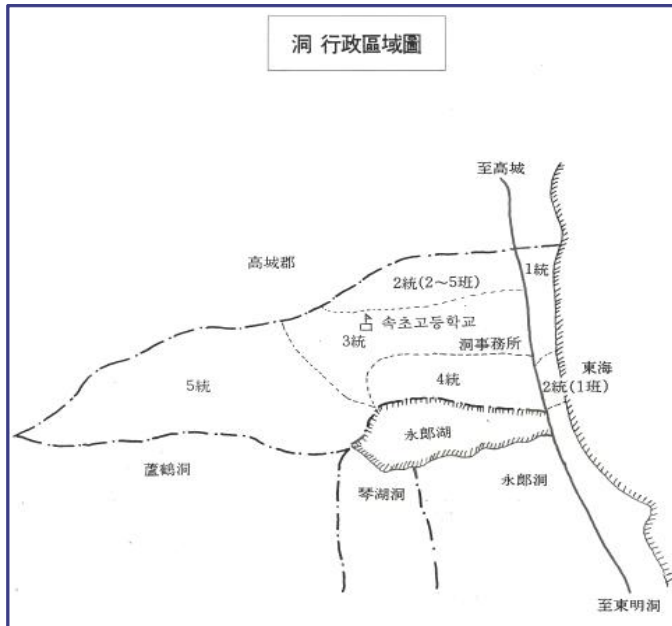 洞 行政區域圖
至高城
高城郡
1統
2統(2～5班)
속초고등학교
3統
洞事務所
東海
4統
2統(1班)
5統
永郎湖
蘆鶴洞
琴湖洞
永郎洞
至東明洞